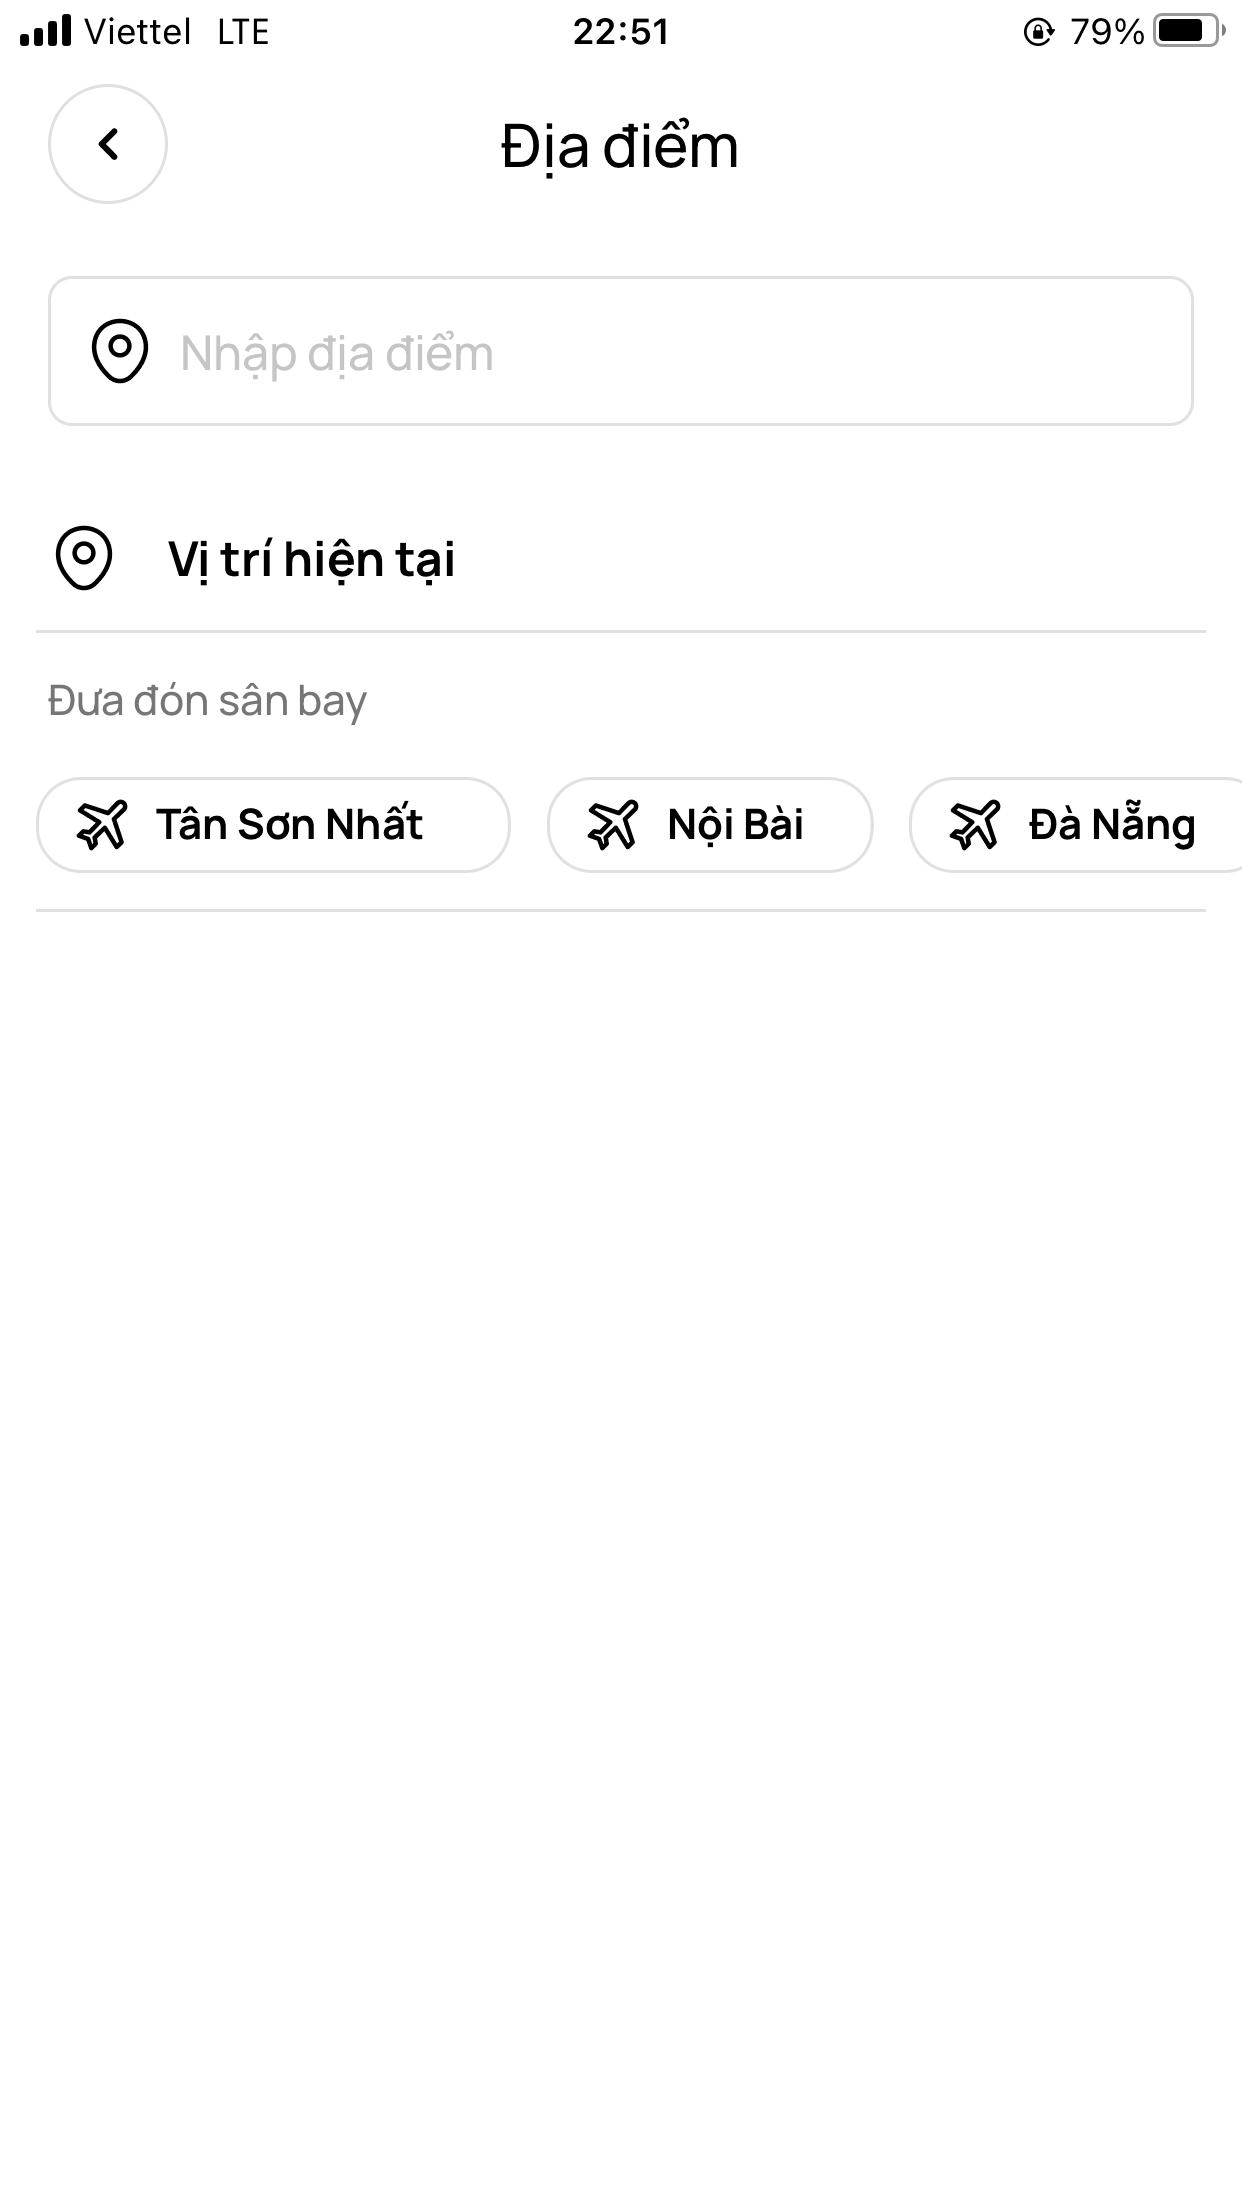 Viettel LTE 22:51 79%
Địa điểm
Nhập địa điểm
Vị trí hiện tại
Đưa đón sân bay
Tân Sơn Nhất Nội Bài Đà Nẵng